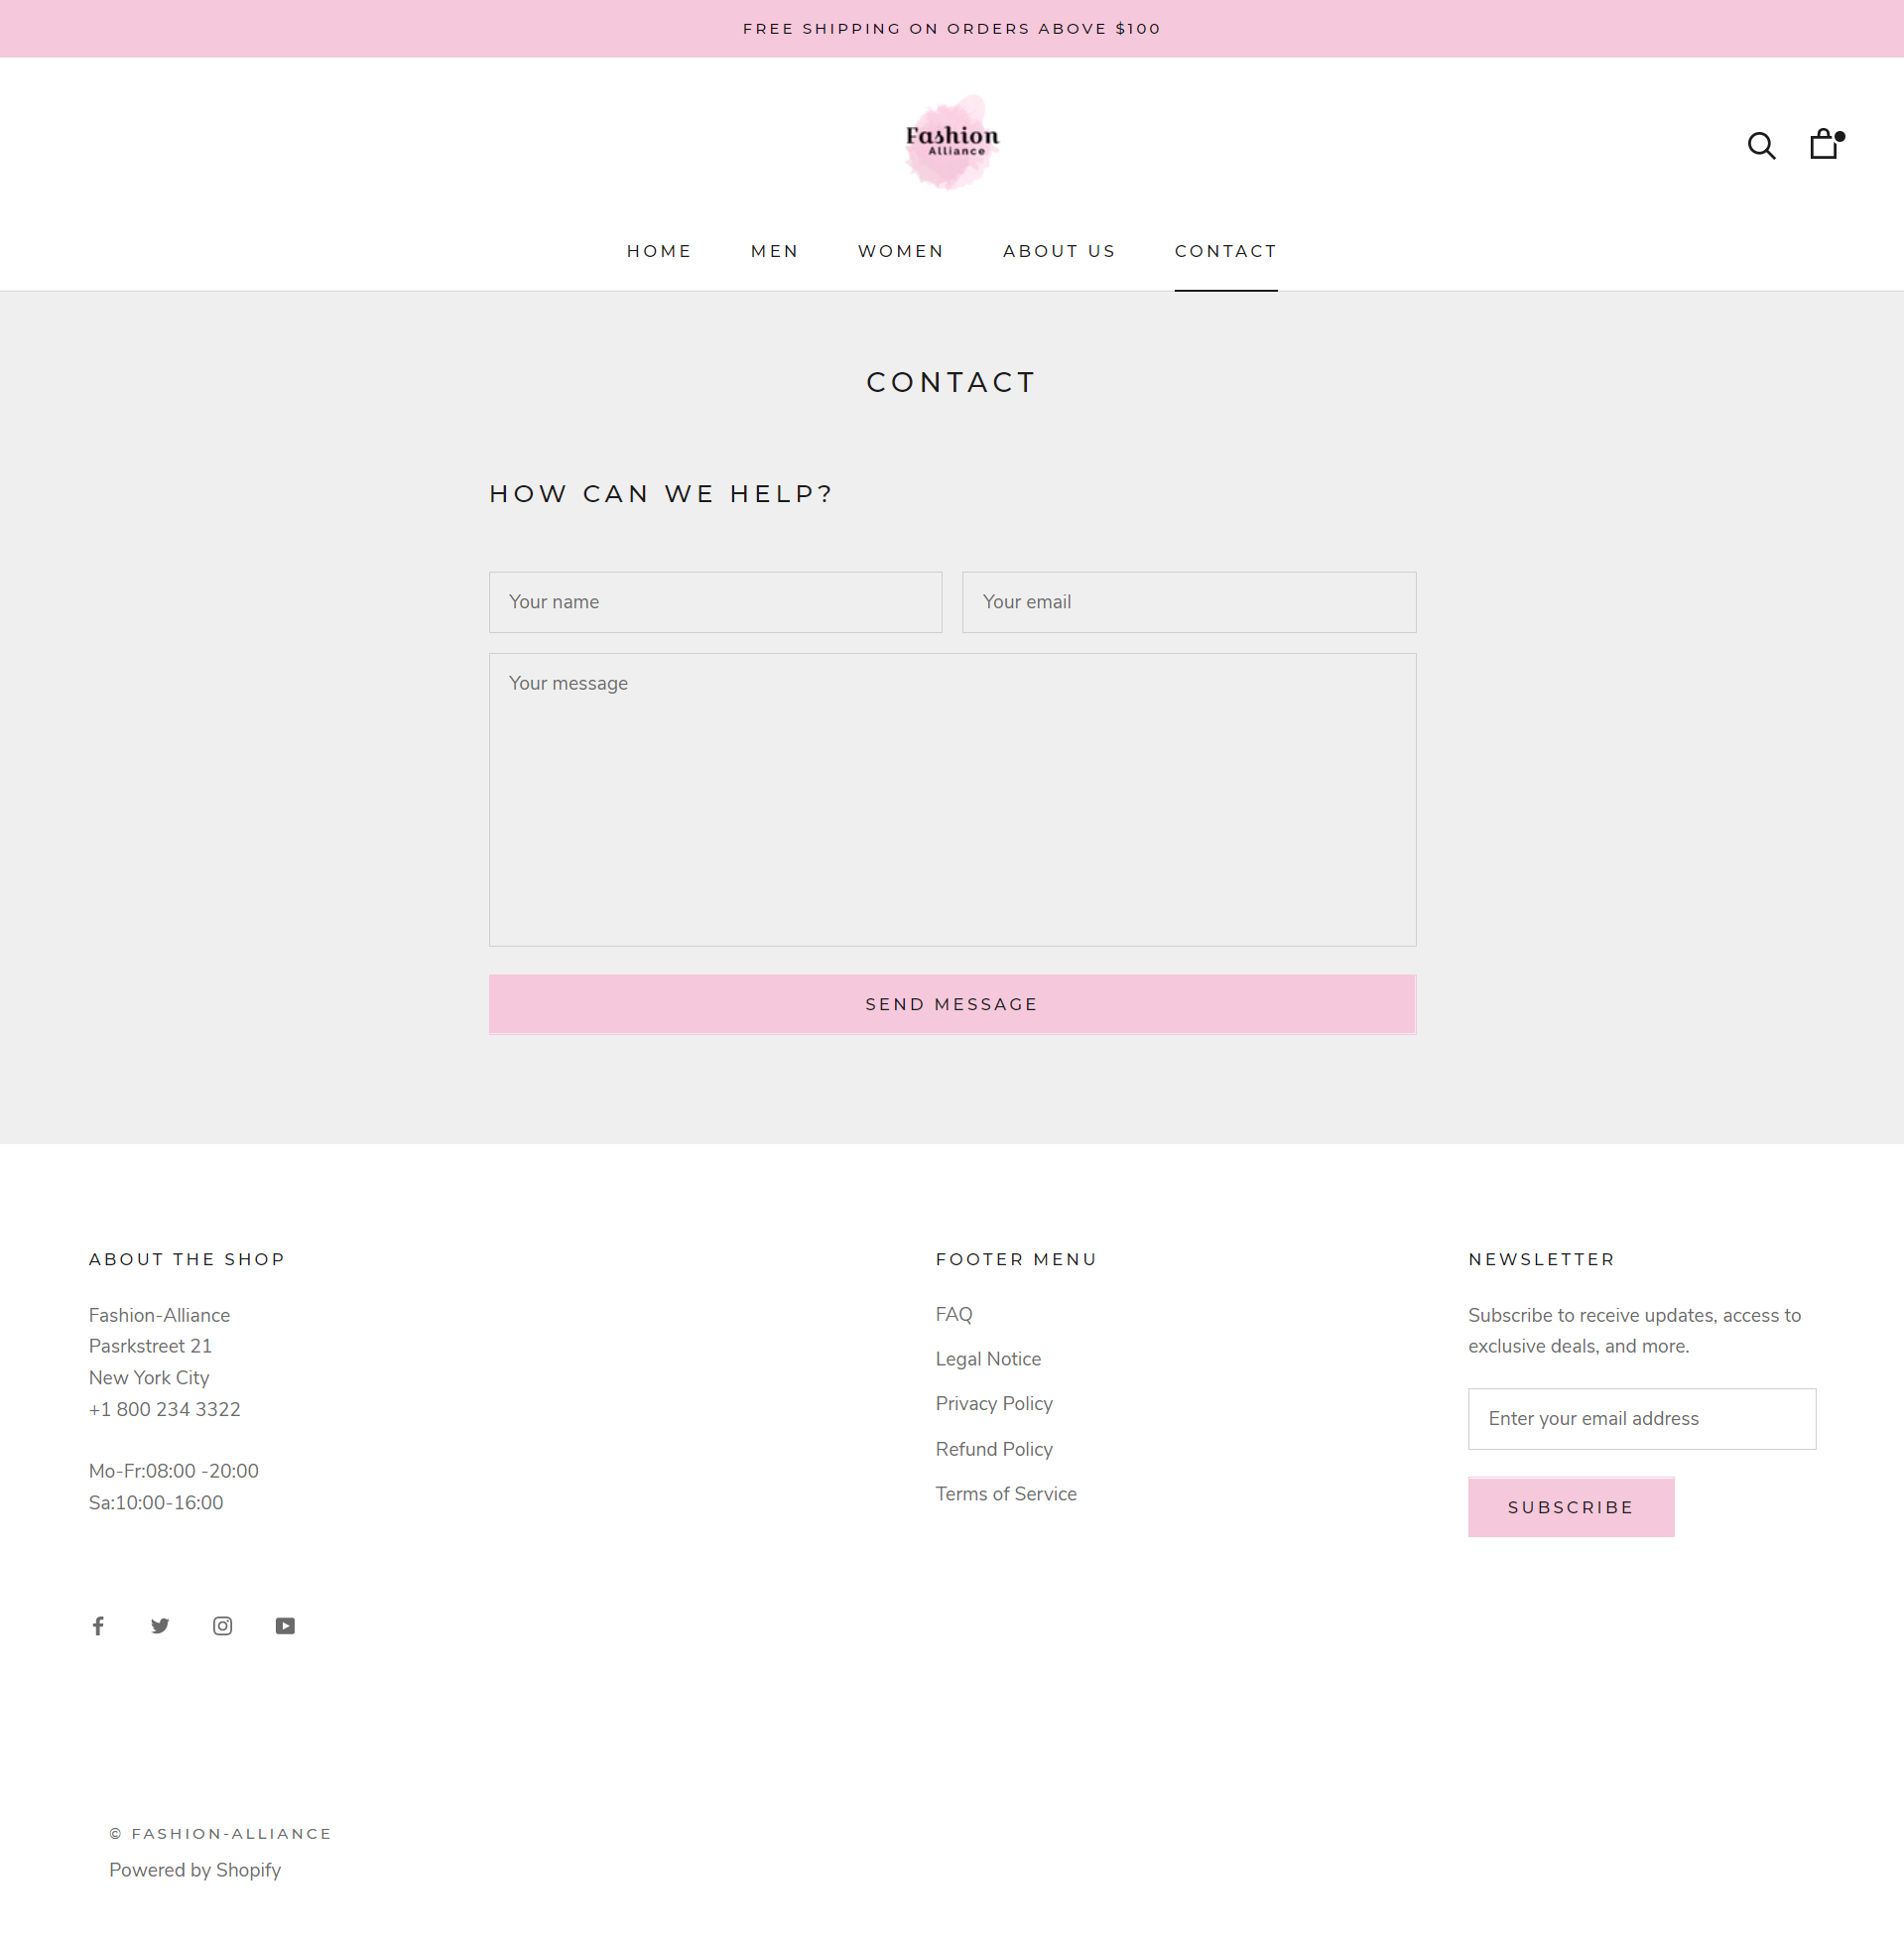 FREE SHIPPING ON ORDERS ABOVE $100
Fashion
Alliance
HOME MEN WOMEN ABOUT US CONTACT
CONTACT
HOW CAN WE HELP?
Your name Your email
Your message
SEND MESSAGE
ABOUT THE SHOP
Fashion-Alliance
Pasrkstreet 21
New York City
+1 800 234 3322
Mo-Fr:08:00 -20:00
Sa:10:00-16:00
FOOTER MENU
FAQ
Legal Notice
Privacy Policy
Refund Policy
Terms of Service
NEWSLETTER
Subscribe to receive updates, access to
exclusive deals, and more.
Enter your email address
SUBSCRIBE
© FASHION-ALLIANCE
Powered by Shopify